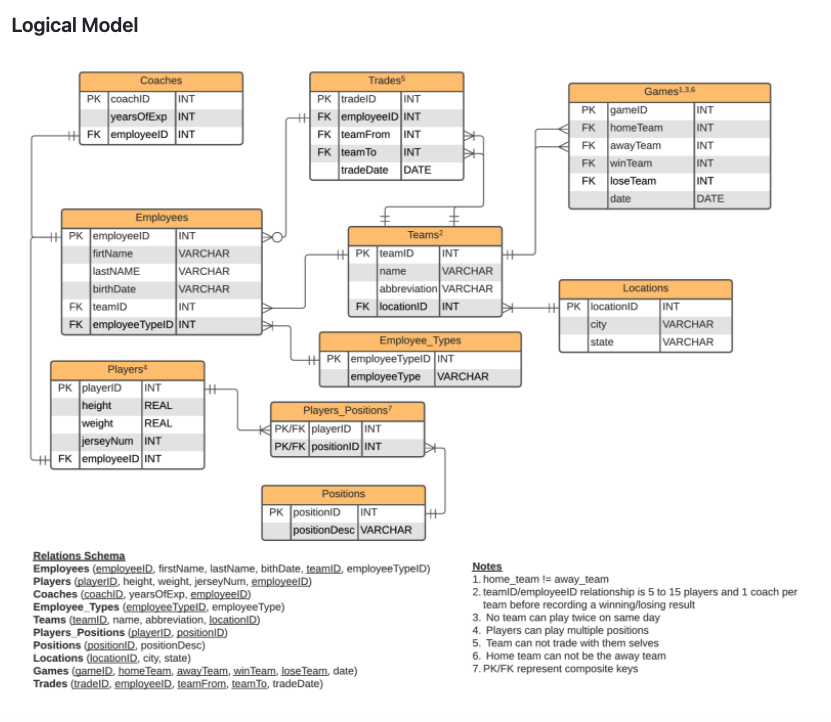 Logical Model
Coaches
PK coachID INT
yearsOfExp INT
FK employeeID INT
Trades⁵
PK tradeID INT
FK employeeID INT
FK teamFrom INT
FK teamTo INT
tradeDate DATE
Games¹,³,⁶
PK gameID INT
FK homeTeam INT
FK awayTeam INT
FK winTeam INT
FK loseTeam INT
date DATE
Employees
PK employeeID INT
firtName VARCHAR
lastNAME VARCHAR
birthDate VARCHAR
FK teamID INT
FK employeeTypeID INT
Teams²
PK teamID INT
name VARCHAR
abbreviation VARCHAR
FK locationID INT
Locations
PK locationID INT
city VARCHAR
state VARCHAR
Employee_Types
PK employeeTypeID INT
employeeType VARCHAR
Players⁴
PK playerID INT
height REAL
weight REAL
jerseyNum INT
FK employeeID INT
Players_Positions⁷
PK/FK playerID INT
PK/FK positionID INT
Positions
PK positionID INT
positionDesc VARCHAR
Relations Schema
Employees (employeeID, firstName, lastName, bithDate, teamID, employeeTypeID)
Players (playerID, height, weight, jerseyNum, employeeID)
Coaches (coachID, yearsOfExp, employeeID)
Employee_Types (employeeTypeID, employeeType)
Teams (teamID, name, abbreviation, locationID)
Players_Positions (playerID, positionID)
Positions (positionID, positionDesc)
Locations (locationID, city, state)
Games (gameID, homeTeam, awayTeam, winTeam, loseTeam, date)
Trades (tradeID, employeeID, teamFrom, teamTo, tradeDate)
Notes
1. home_team != away_team
2. teamID/employeeID relationship is 5 to 15 players and 1 coach per
team before recording a winning/losing result
3. No team can play twice on same day
4. Players can play multiple positions
5. Team can not trade with them selves
6. Home team can not be the away team
7. PK/FK represent composite keys